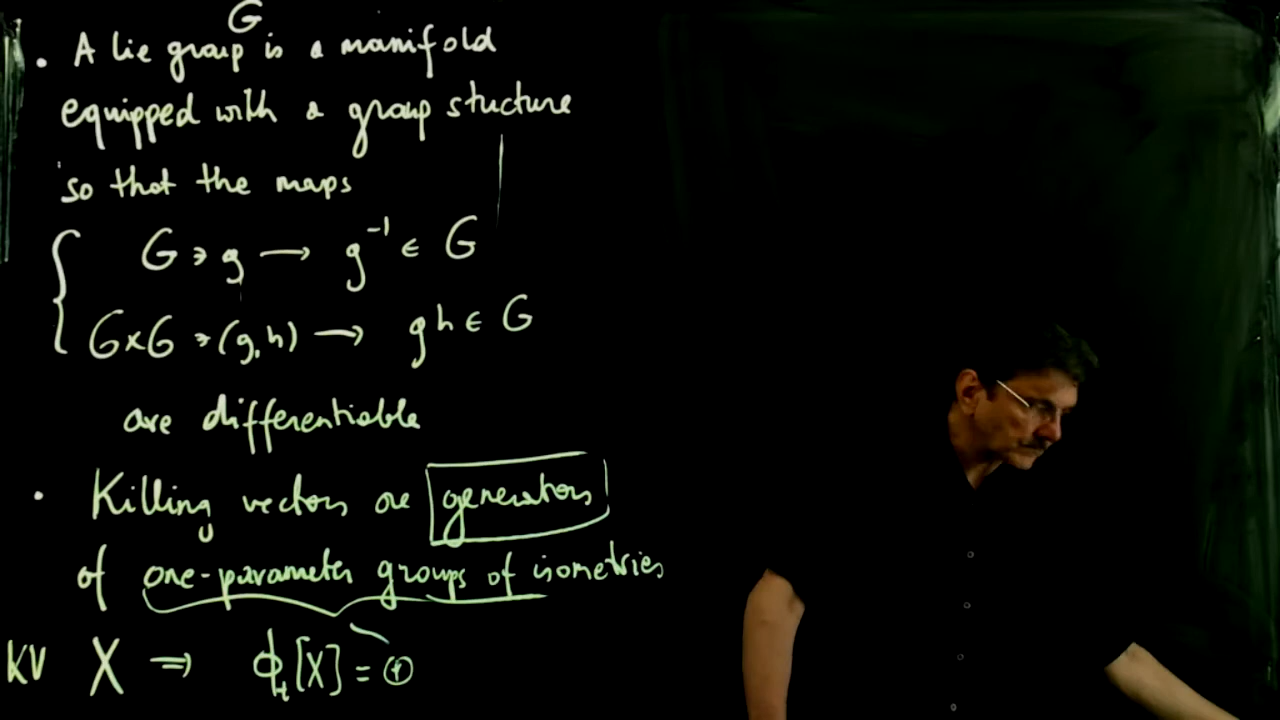 G
• A lie group is a manifold
equipped with a group stucture
so that the maps
{ G ∋ g → g⁻¹ ∈ G
G×G ∋ (g,h) → gh ∈ G
are differentiable
• Killing vectors are generators
of one-parameter groups of isometries
KV X ⇒ ϕₜ[X] =